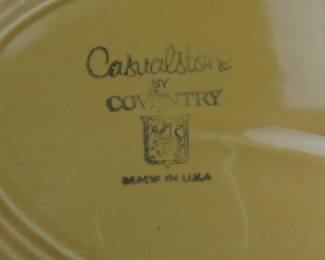 Casualstone
BY
COVENTRY
MADE IN U.S.A